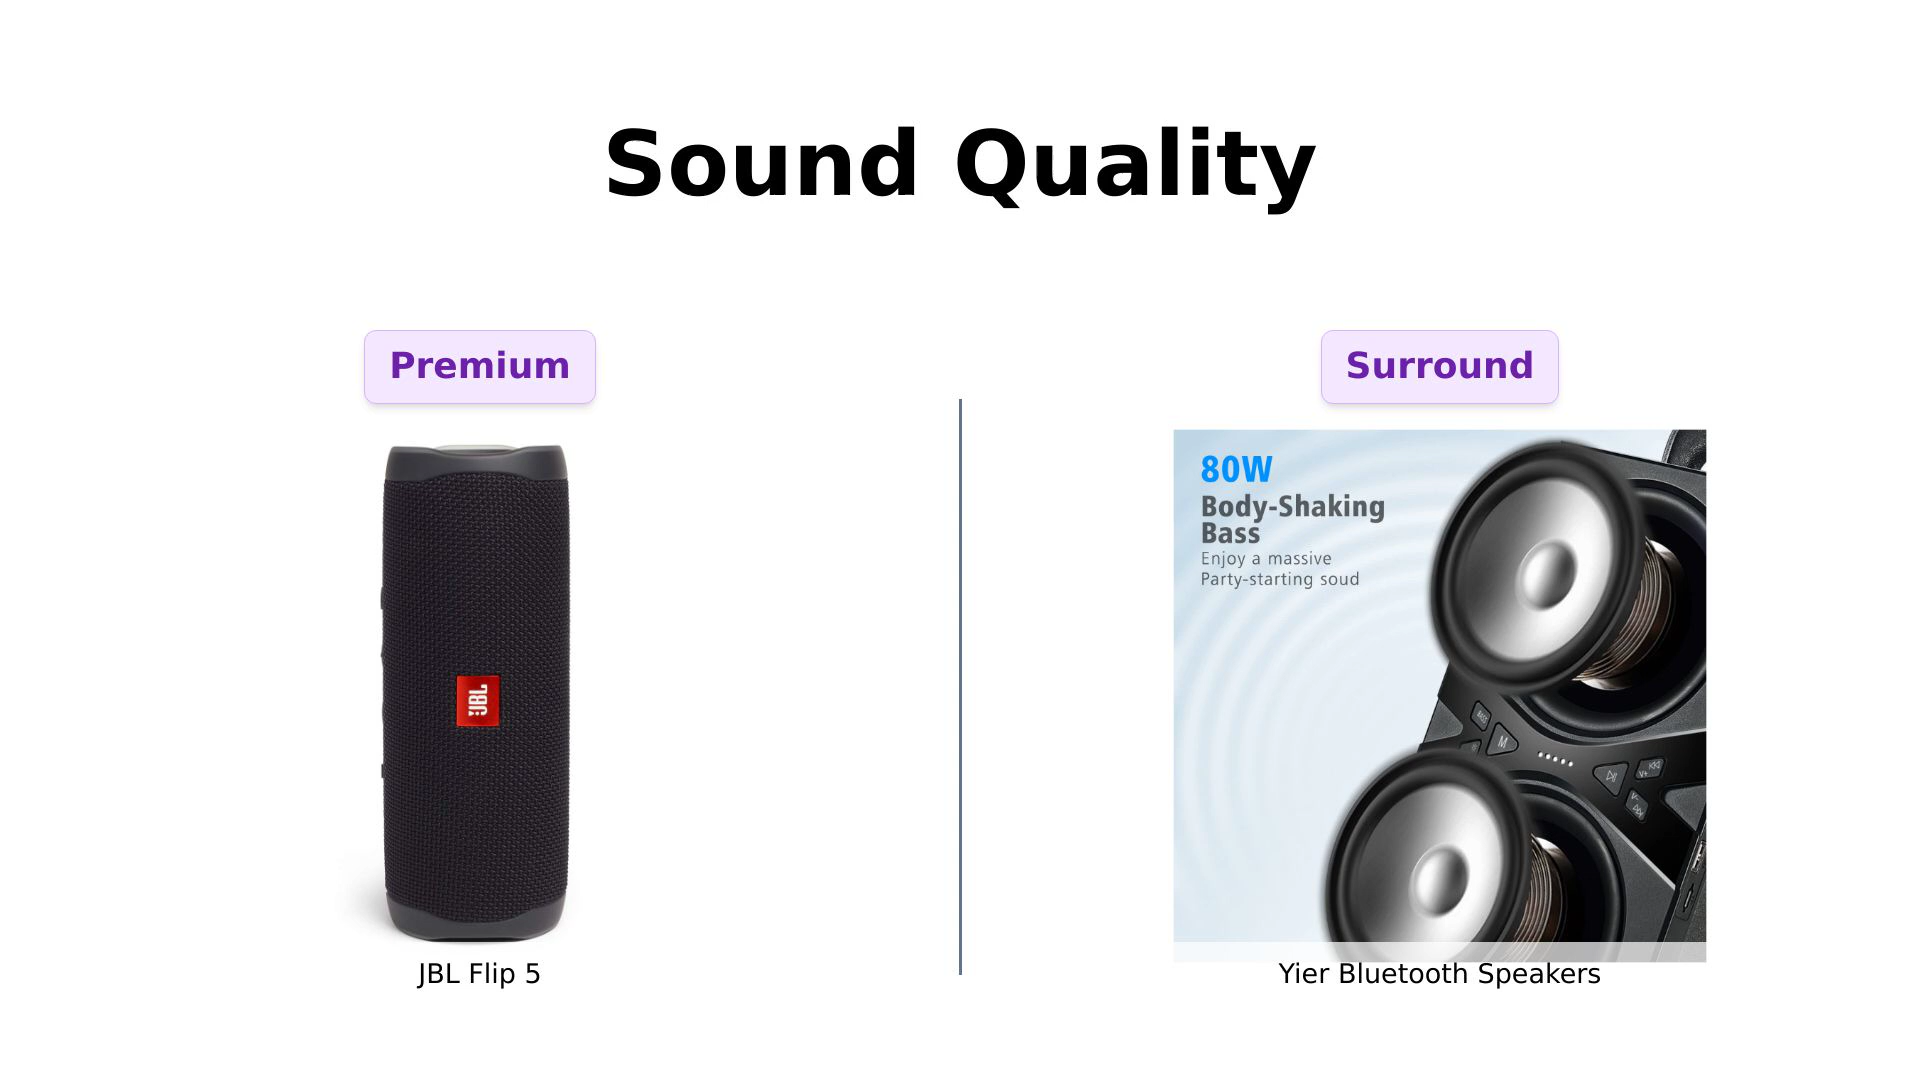 Sound Quality
Premium
Surround
JBL
80W
Body-Shaking
Bass
Enjoy a massive
Party-starting soud
BASS
M
V+
V-
JBL Flip 5
Yier Bluetooth Speakers